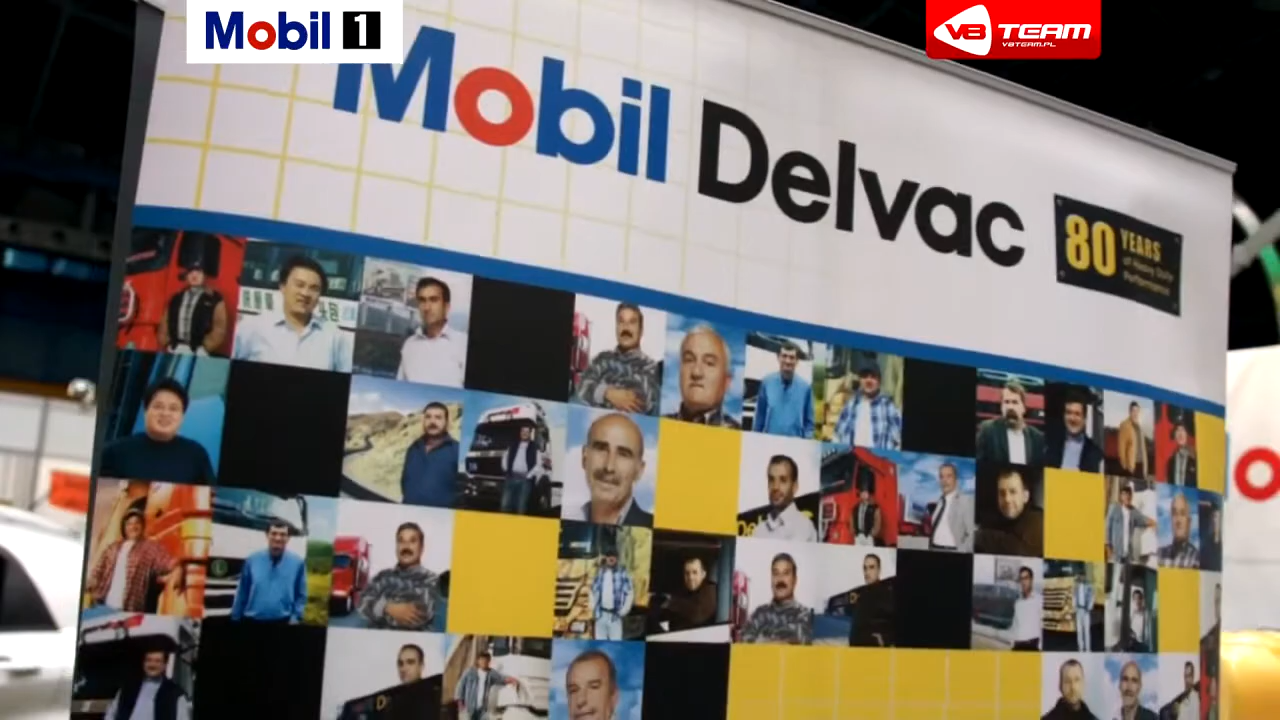 Mobil 1
V8 TEAM
V8TEAM.PL
Mobil Delvac
80 YEARS
of Heavy Duty
Performance